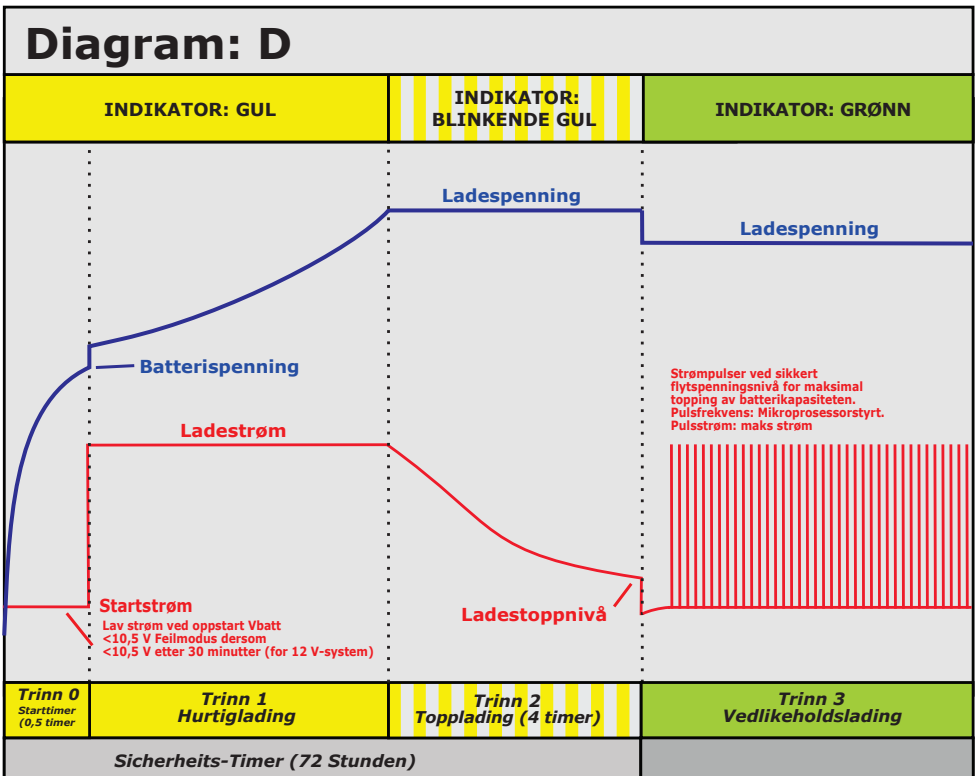 Diagram: D
INDIKATOR: GUL
INDIKATOR:
BLINKENDE GUL
INDIKATOR: GRØNN
Ladespenning
Ladespenning
Batterispenning
Strømpulser ved sikkert
flytspenningsnivå for maksimal
topping av batterikapasiteten.
Pulsfrekvens: Mikroprosessorstyrt.
Pulsstrøm: maks strøm
Ladestrøm
Startstrøm
Lav strøm ved oppstart Vbatt
<10,5 V Feilmodus dersom
<10,5 V etter 30 minutter (for 12 V-system)
Ladestoppnivå
Trinn 0
Starttimer
(0,5 timer
Trinn 1
Hurtiglading
Trinn 2
Topplading (4 timer)
Trinn 3
Vedlikeholdslading
Sicherheits-Timer (72 Stunden)